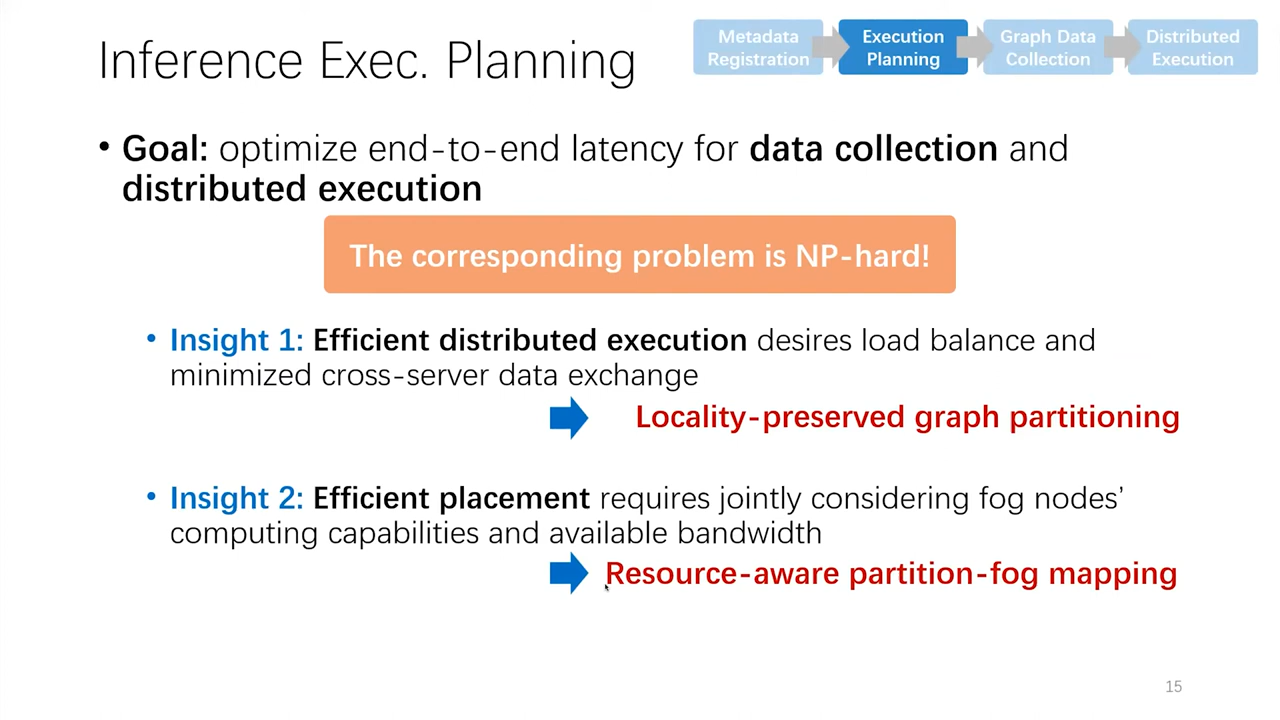 Inference Exec. Planning
Metadata
Registration
Execution
Planning
Graph Data
Collection
Distributed
Execution
• Goal: optimize end-to-end latency for data collection and
distributed execution
The corresponding problem is NP-hard!
• Insight 1: Efficient distributed execution desires load balance and
minimized cross-server data exchange
Locality-preserved graph partitioning
• Insight 2: Efficient placement requires jointly considering fog nodes’
computing capabilities and available bandwidth
Resource-aware partition-fog mapping
15